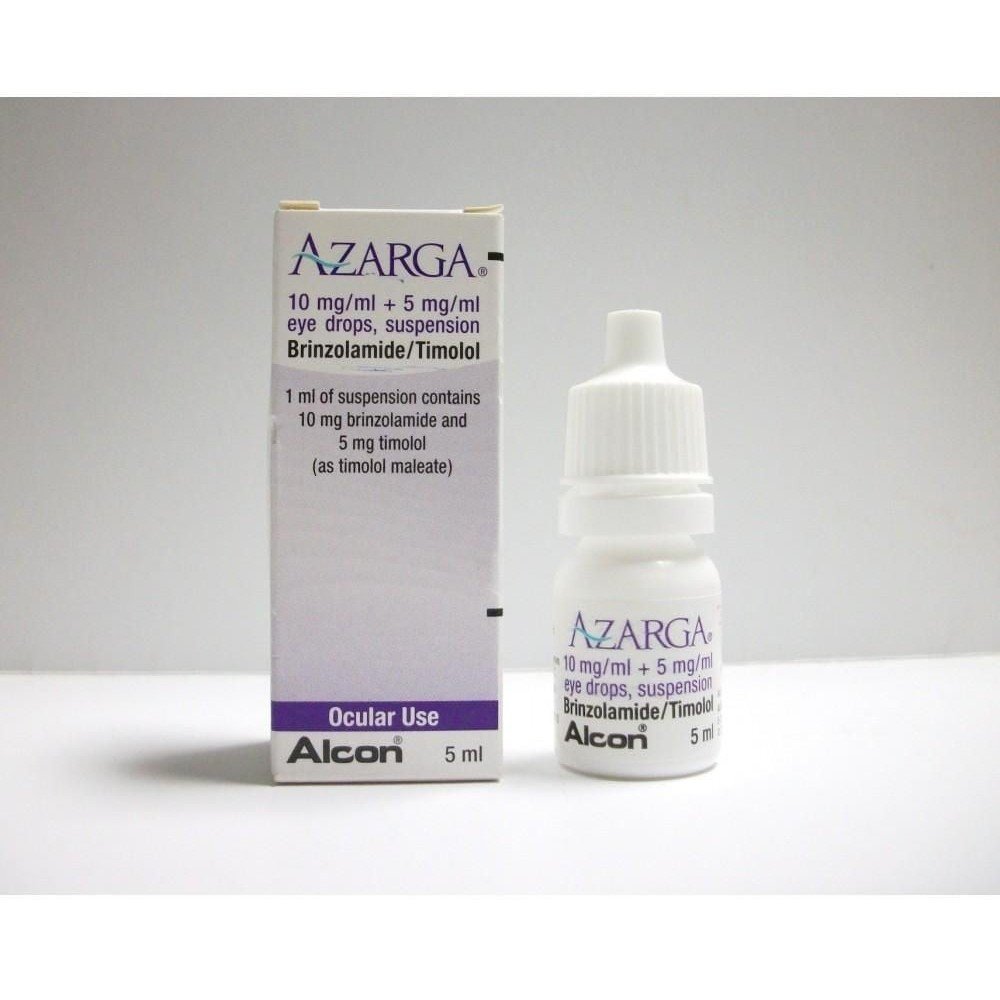 AZARGA®
10 mg/ml + 5 mg/ml
eye drops, suspension
Brinzolamide/Timolol
1 ml of suspension contains
10 mg brinzolamide and
5 mg timolol
(as timolol maleate)
Ocular Use
Alcon® 5 ml
AZARGA®
10 mg/ml + 5 mg/ml
eye drops, suspension
Brinzolamide/Timolol
Alcon® 5 ml